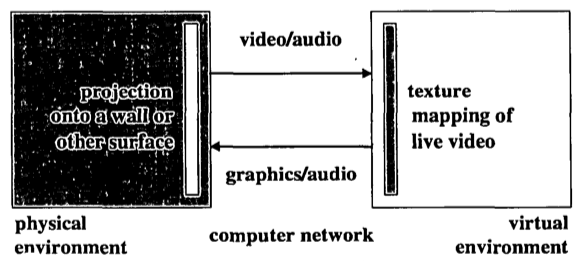 video/audio
projection
onto a wall or
other surface
texture
mapping of
live video
graphics/audio
physical
environment
computer network
virtual
environment